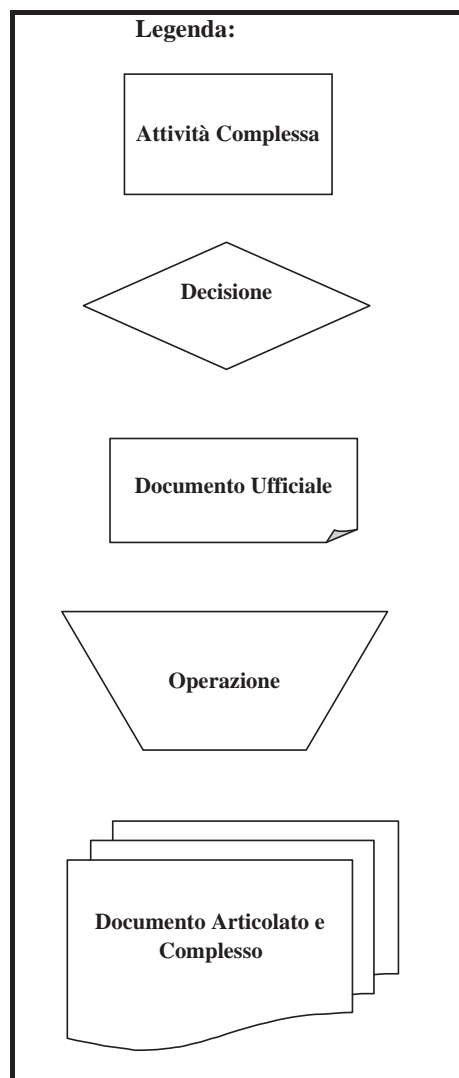 Legenda:
Attività Complessa
Decisione
Documento Ufficiale
Operazione
Documento Articolato e
Complesso